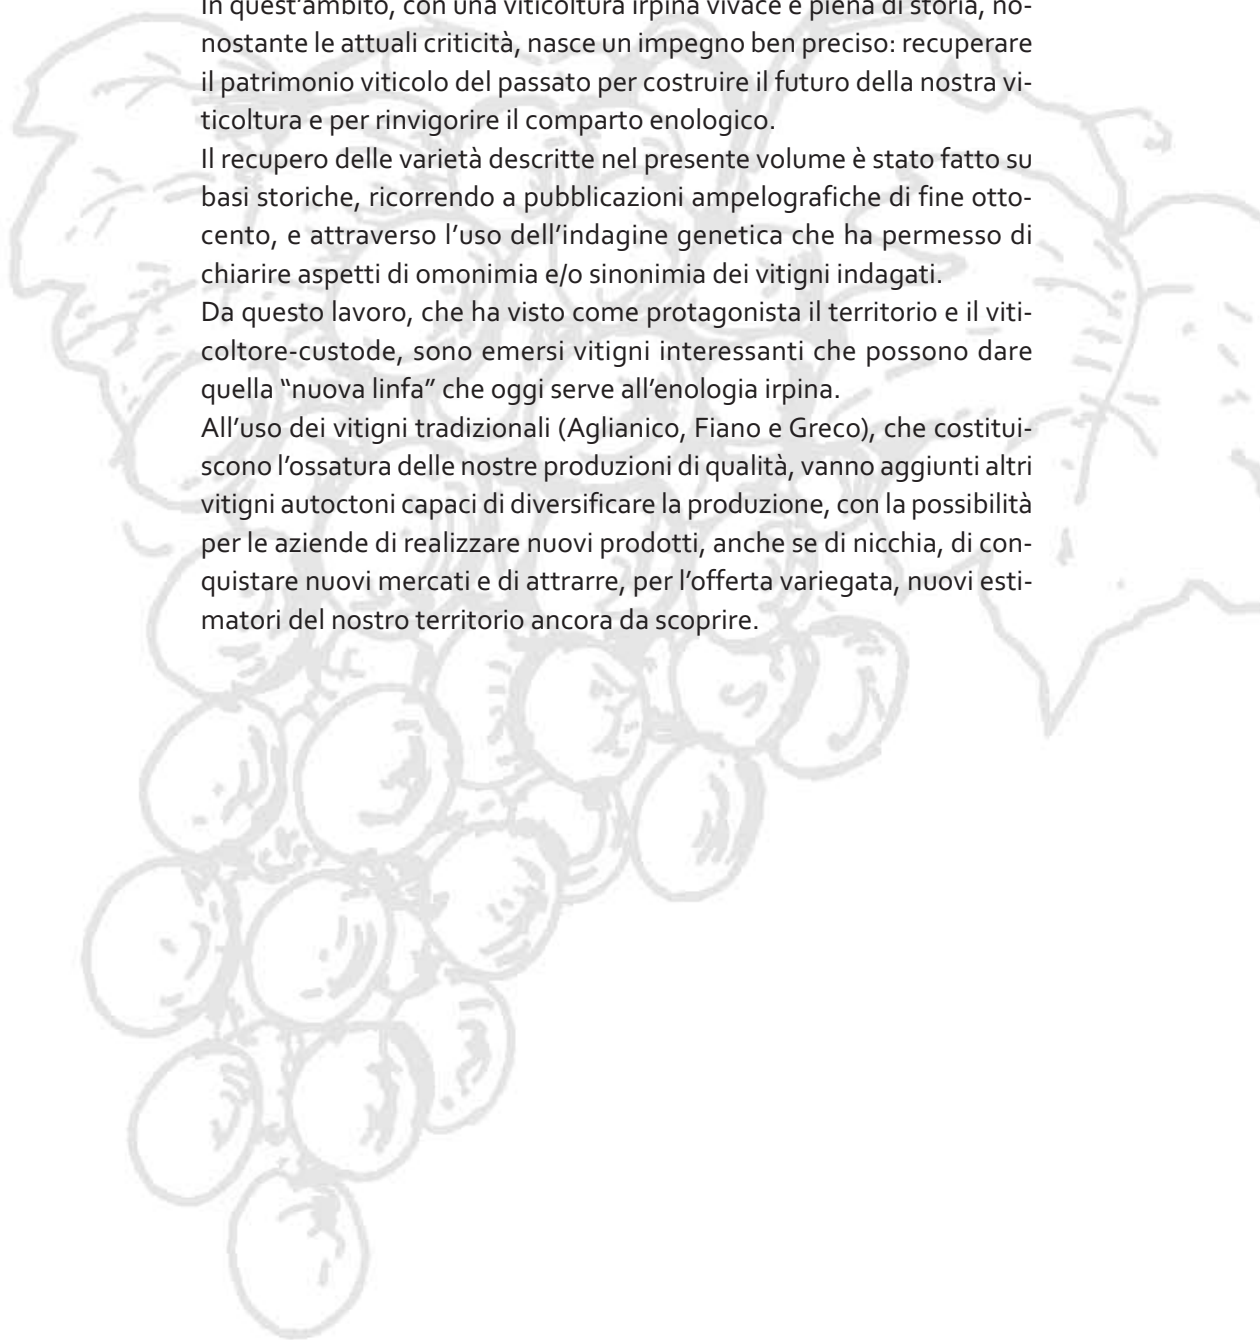 In quest'ambito, con una viticoltura irpina vivace e piena di storia, no-
nostante le attuali criticità, nasce un impegno ben preciso: recuperare
il patrimonio viticolo del passato per costruire il futuro della nostra vi-
ticoltura e per rinvigorire il comparto enologico.
Il recupero delle varietà descritte nel presente volume è stato fatto su
basi storiche, ricorrendo a pubblicazioni ampelografiche di fine otto-
cento, e attraverso l'uso dell'indagine genetica che ha permesso di
chiarire aspetti di omonimia e/o sinonimia dei vitigni indagati.
Da questo lavoro, che ha visto come protagonista il territorio e il viti-
coltore-custode, sono emersi vitigni interessanti che possono dare
quella “nuova linfa” che oggi serve all'enologia irpina.
All'uso dei vitigni tradizionali (Aglianico, Fiano e Greco), che costitui-
scono l'ossatura delle nostre produzioni di qualità, vanno aggiunti altri
vitigni autoctoni capaci di diversificare la produzione, con la possibilità
per le aziende di realizzare nuovi prodotti, anche se di nicchia, di con-
quistare nuovi mercati e di attrarre, per l'offerta variegata, nuovi esti-
matori del nostro territorio ancora da scoprire.